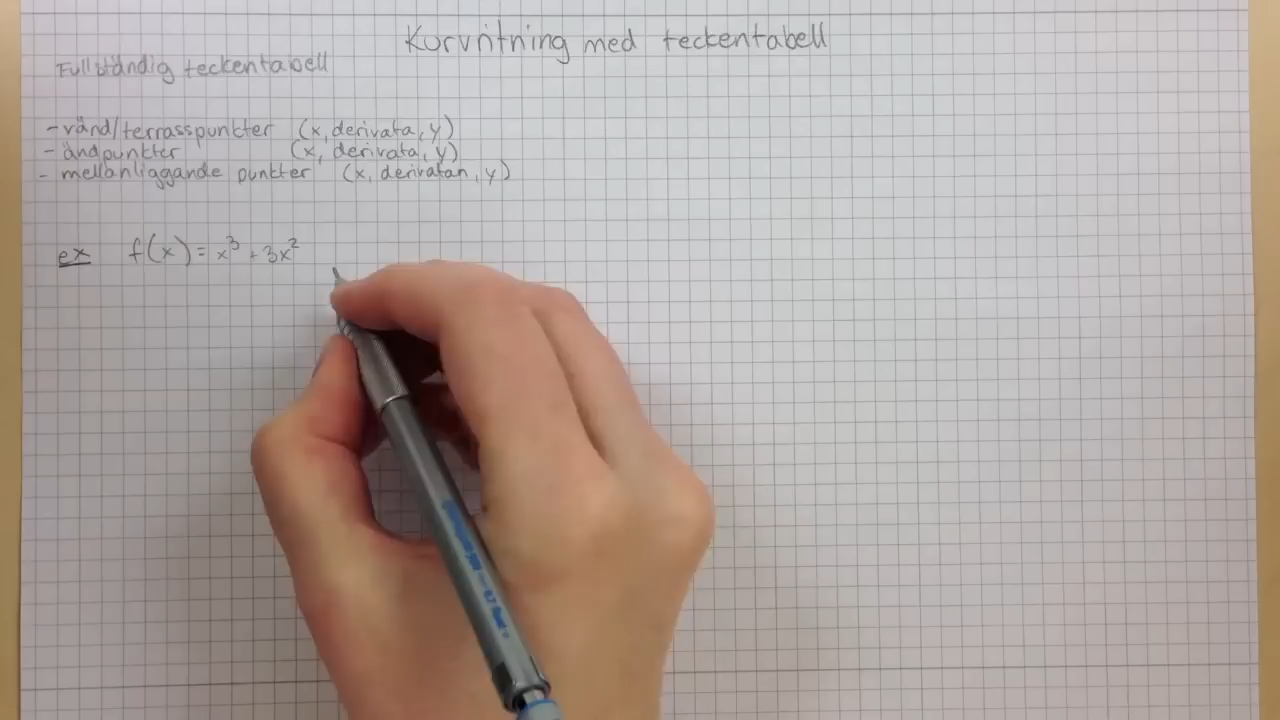 Kurvritning med teckentabell
Fullständig teckentabell
- vänd/terrasspunkter (x, derivata, y)
- ändpunkter (x, derivata, y)
- mellanliggande punkter (x, derivatan, y)
ex f(x) = x³ + 3x²